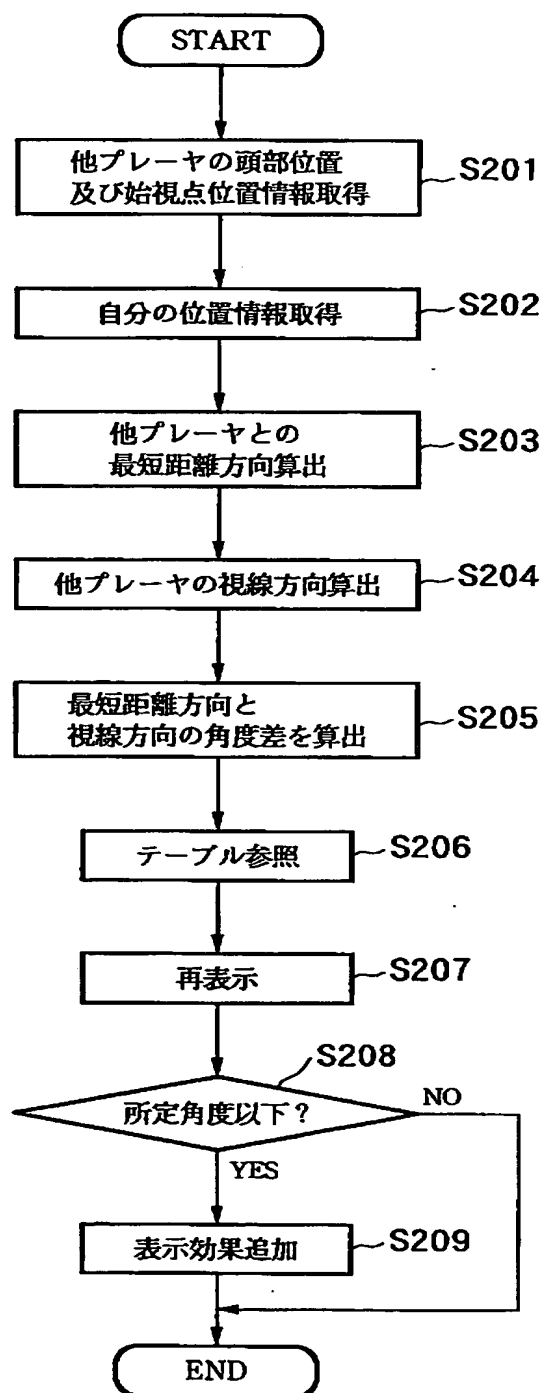 START
他プレーヤの頭部位置
及び始視点位置情報取得
S201
自分の位置情報取得
S202
他プレーヤとの
最短距離方向算出
S203
他プレーヤの視線方向算出
S204
最短距離方向と
視線方向の角度差を算出
S205
テーブル参照
S206
再表示
S207
S208
所定角度以下?
NO
YES
表示効果追加
S209
END